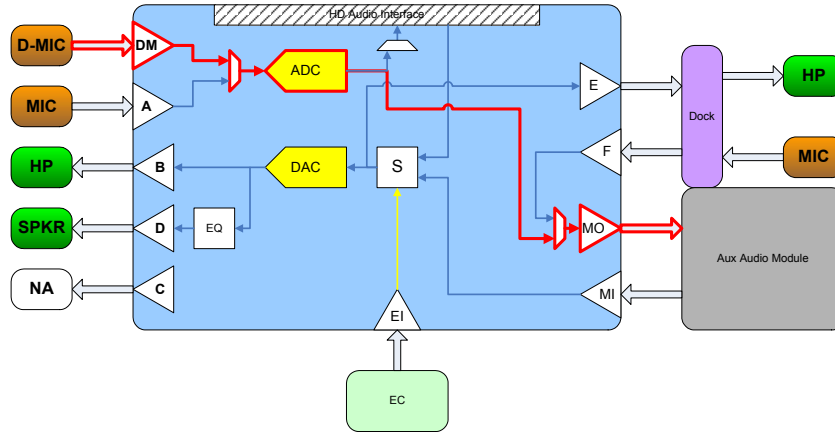 HD Audio Interface
D-MIC
DM
ADC
MIC
A
E
HP
Dock
F
MIC
HP
B
DAC
S
SPKR
D
EQ
MO
Aux Audio Module
NA
C
MI
EI
EC